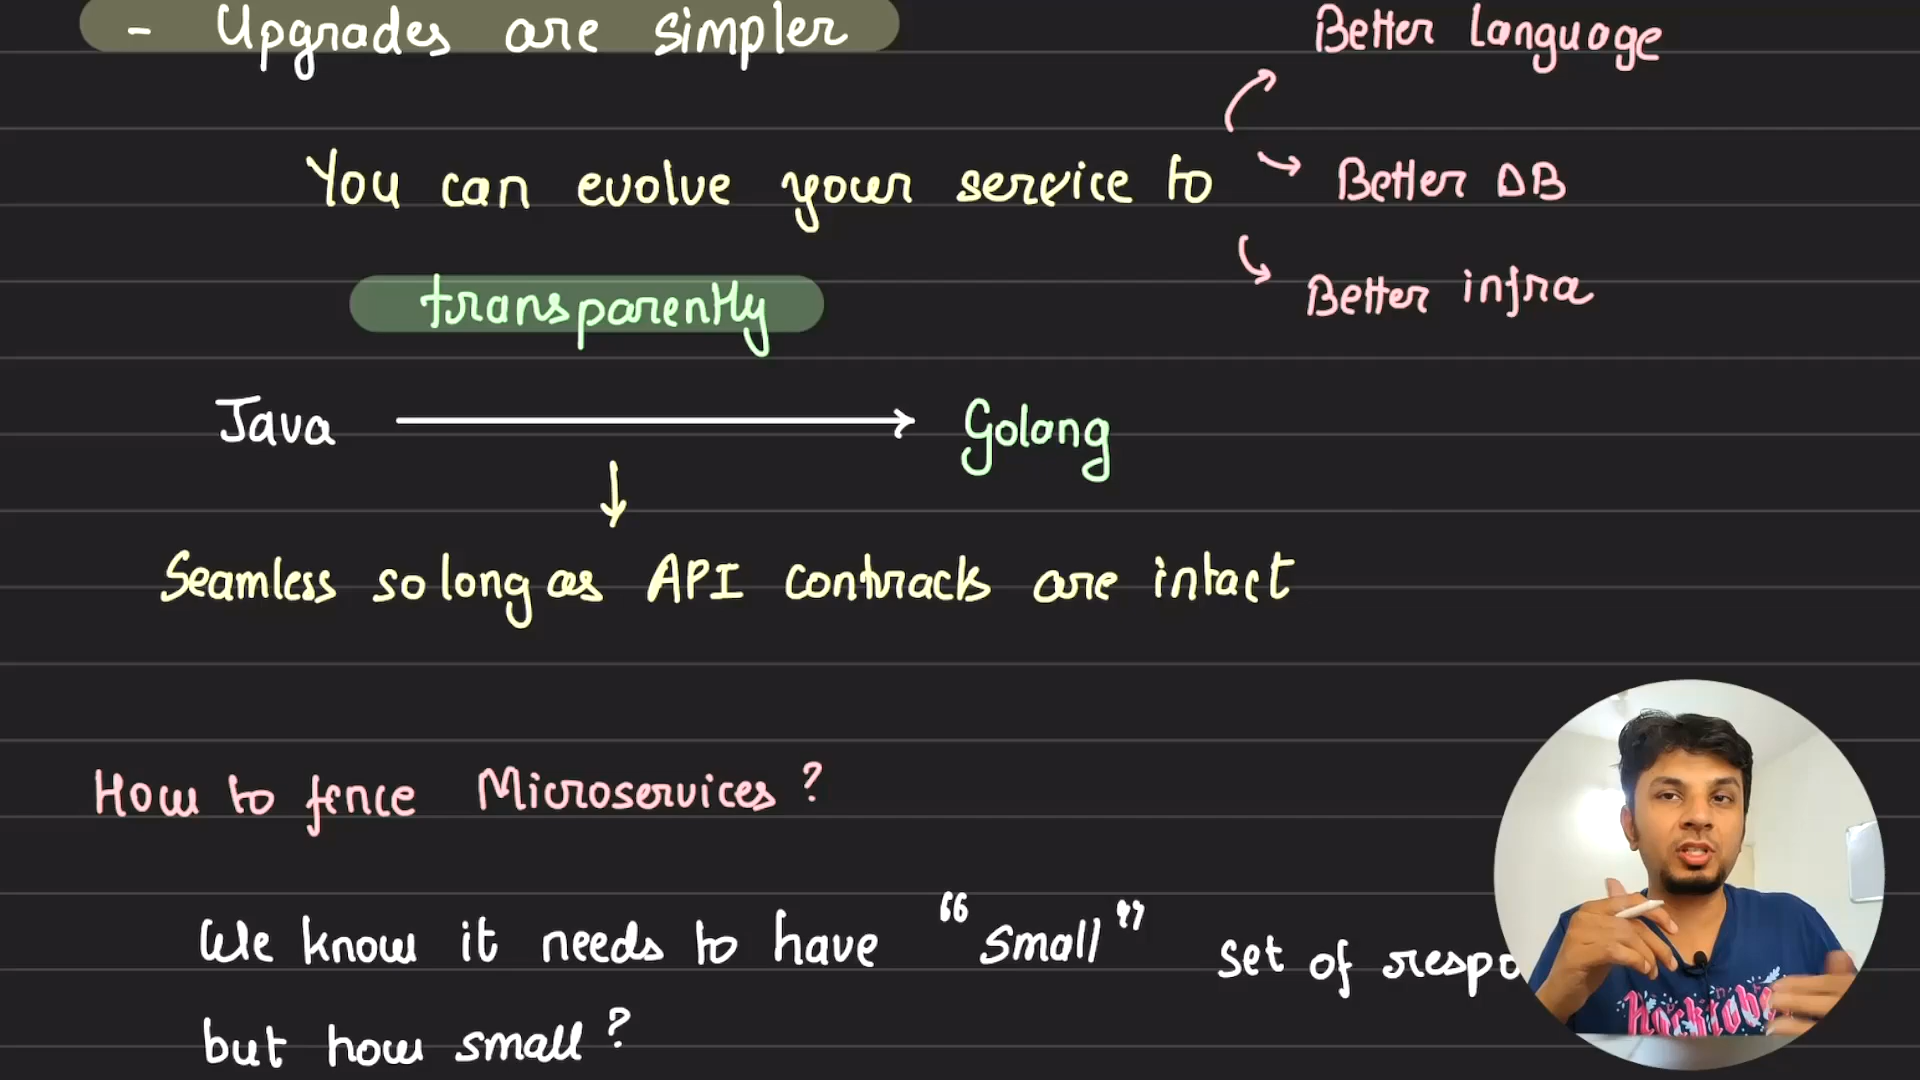 - Upgrades are simpler
Better language
You can evolve your service to
Better DB
transparently
Better infra
Java
Golang
Seamless so long as API contracts are intact
How to fence Microservices?
We know it needs to have "small" set of
but how small?